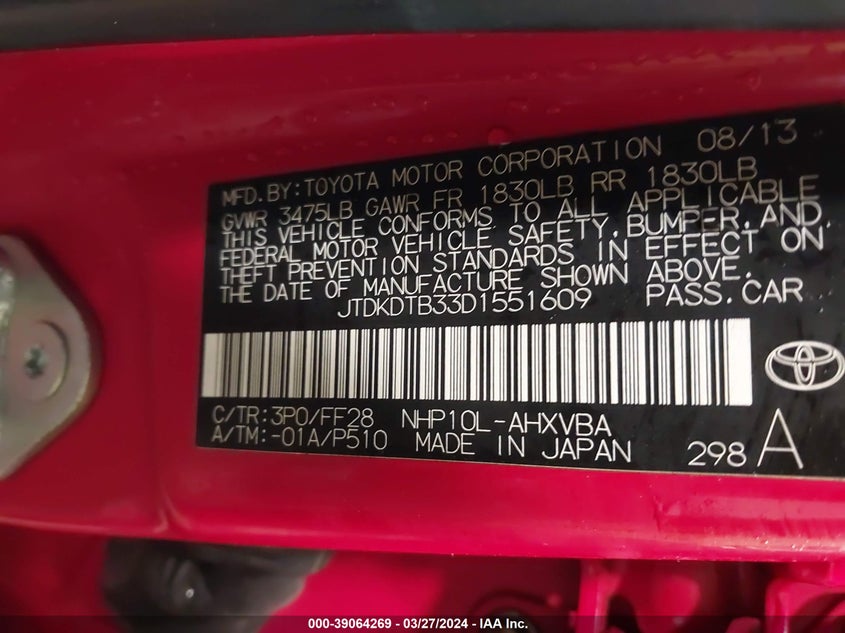 MFD.BY:TOYOTA MOTOR CORPORATION 08/13
GVWR 3475LB GAWR FR 1830LB RR 1830LB
THIS VEHICLE CONFORMS TO ALL APPLICABLE
FEDERAL MOTOR VEHICLE SAFETY,BUMPER,AND
THEFT PREVENTION STANDARDS IN EFFECT ON
THE DATE OF MANUFACTURE SHOWN ABOVE.
JTDKDTB33D1551609 PASS.CAR
C/TR:3P0/FF28 NHP10L-AHXVBA
A/TM:-01A/P510 MADE IN JAPAN
298 A
000-39064269 - 03/27/2024 - IAA Inc.